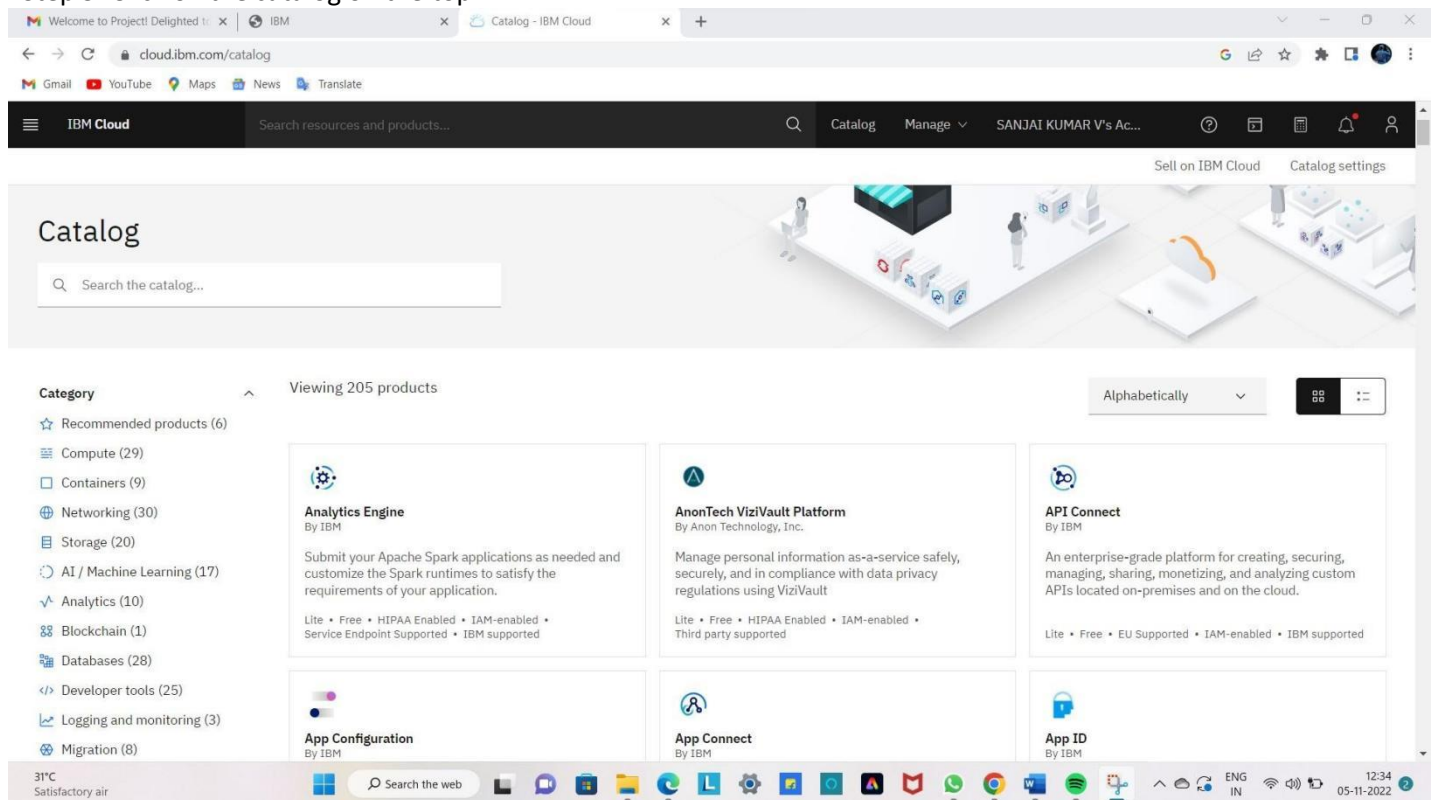 Welcome to Project! Delighted t
IBM
Catalog - IBM Cloud
cloud.ibm.com/catalog
Gmail
YouTube
Maps
News
Translate
IBM Cloud
Search resources and products...
Catalog
Manage
SANJAI KUMAR V's Ac...
Sell on IBM Cloud
Catalog settings
Catalog
Search the catalog...
Category
Recommended products (6)
Compute (29)
Containers (9)
Networking (30)
Storage (20)
AI / Machine Learning (17)
Analytics (10)
Blockchain (1)
Databases (28)
Developer tools (25)
Logging and monitoring (3)
Migration (8)
Viewing 205 products
Alphabetically
Analytics Engine
By IBM
Submit your Apache Spark applications as needed and
customize the Spark runtimes to satisfy the
requirements of your application.
Lite • Free • HIPAA Enabled • IAM-enabled •
Service Endpoint Supported • IBM supported
AnonTech ViziVault Platform
By Anon Technology, Inc.
Manage personal information as-a-service safely,
securely, and in compliance with data privacy
regulations using ViziVault
Lite • Free • HIPAA Enabled • IAM-enabled •
Third party supported
API Connect
By IBM
An enterprise-grade platform for creating, securing,
managing, sharing, monetizing, and analyzing custom
APIs located on-premises and on the cloud.
Lite • Free • EU Supported • IAM-enabled • IBM supported
App Configuration
By IBM
App Connect
By IBM
App ID
By IBM
31°C
Satisfactory air
Search the web
ENG
IN
12:34
05-11-2022
2